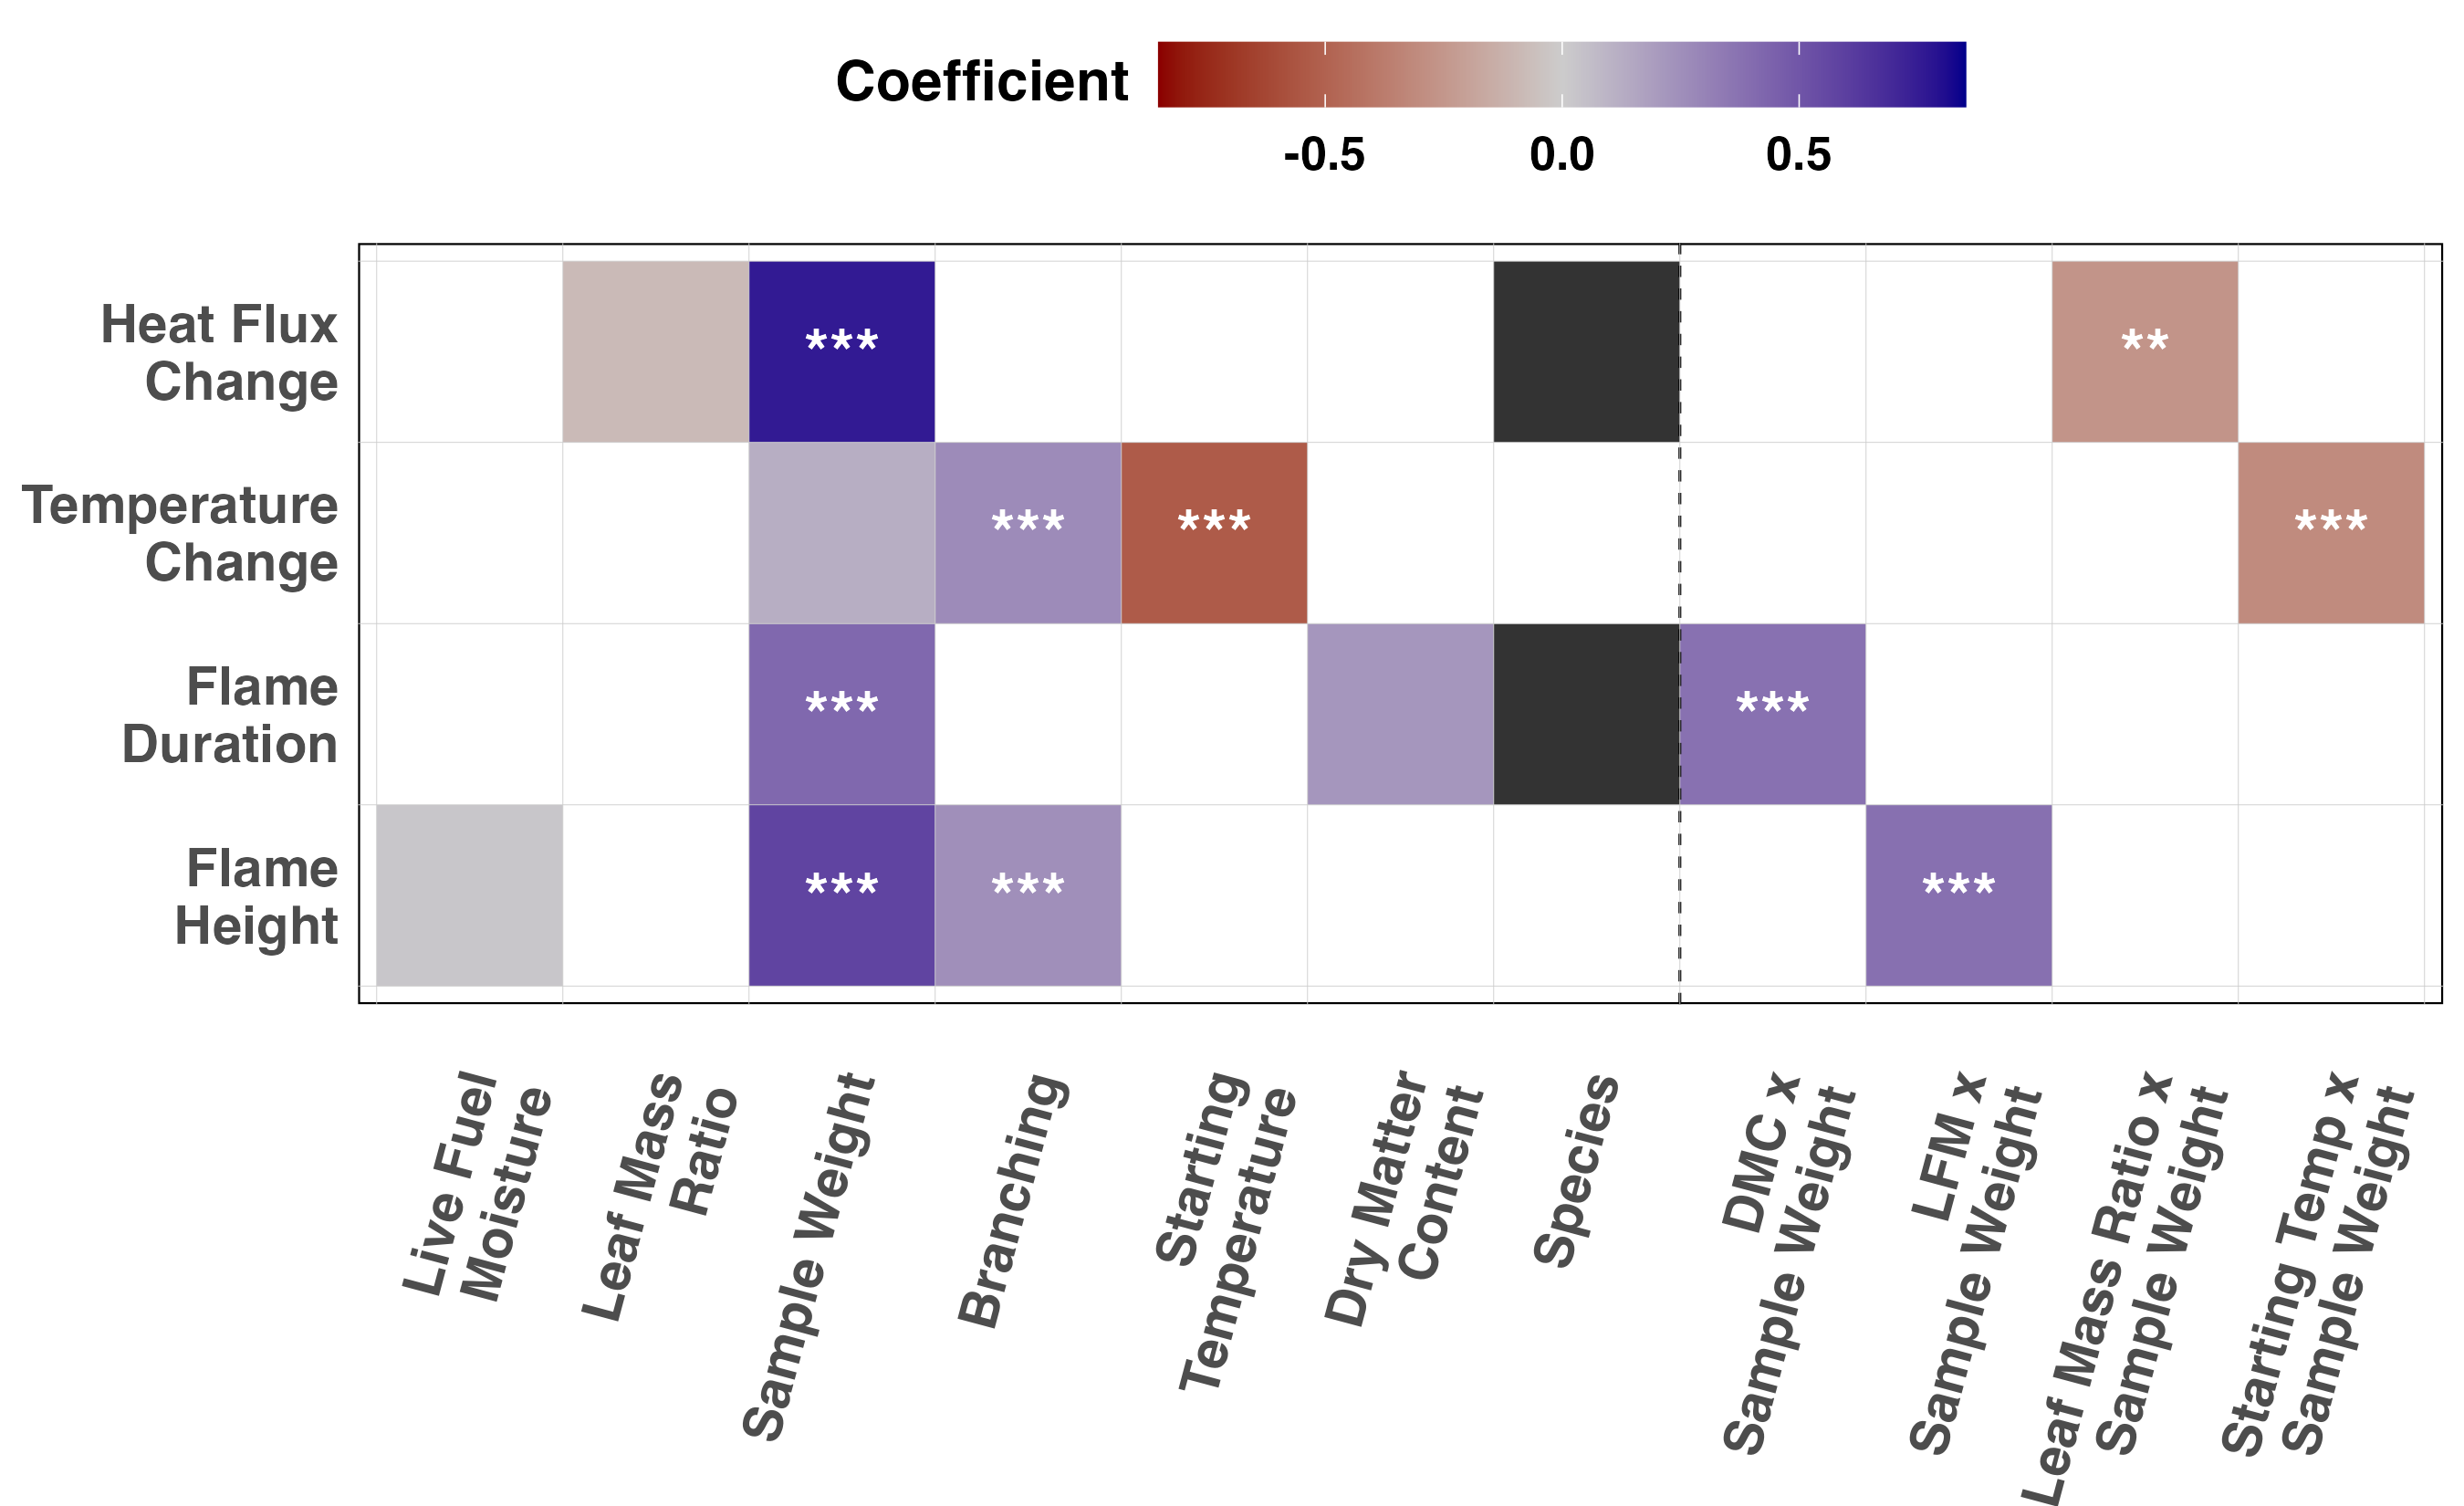 Coefficient
-0.5 0.0 0.5
Heat Flux
Change
***
**
Temperature
Change
***
***
***
Flame
Duration
***
***
Flame
Height
***
***
***
Live Fuel
Moisture
Leaf Mass
Ratio
Sample Weight
Branching
Starting
Temperature
Dry Matter
Content
Species
DMC x
Sample Weight
LFM x
Sample Weight
Leaf Mass Ratio x
Sample Weight
Starting Temp x
Sample Weight